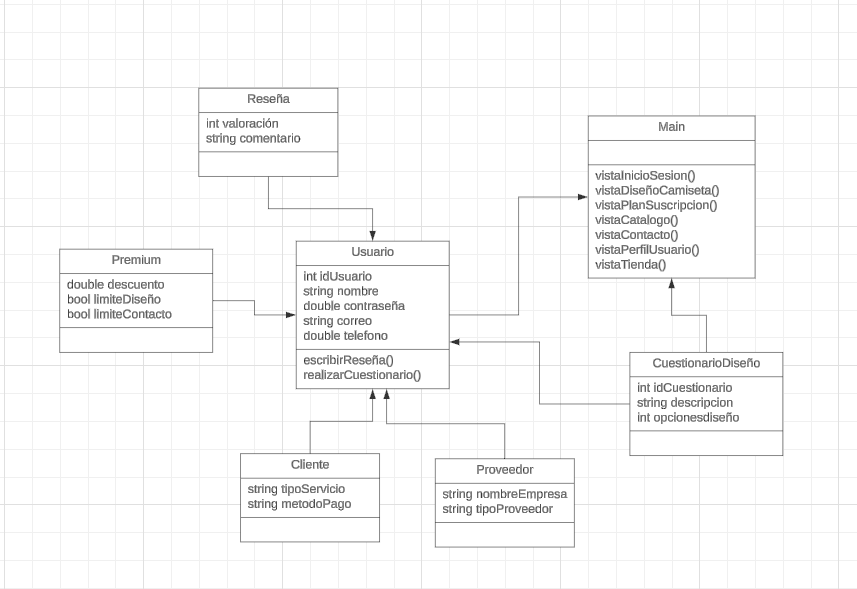 Reseña
int valoración
string comentario
Main
vistaInicioSesion()
vistaDiseñoCamiseta()
vistaPlanSuscripcion()
vistaCatalogo()
vistaContacto()
vistaPerfilUsuario()
vistaTienda()
Premium
double descuento
bool limiteDiseño
bool limiteContacto
Usuario
int idUsuario
string nombre
double contraseña
string correo
double telefono
escribirReseña()
realizarCuestionario()
CuestionarioDiseño
int idCuestionario
string descripcion
int opcionesdiseño
Cliente
string tipoServicio
string metodoPago
Proveedor
string nombreEmpresa
string tipoProveedor